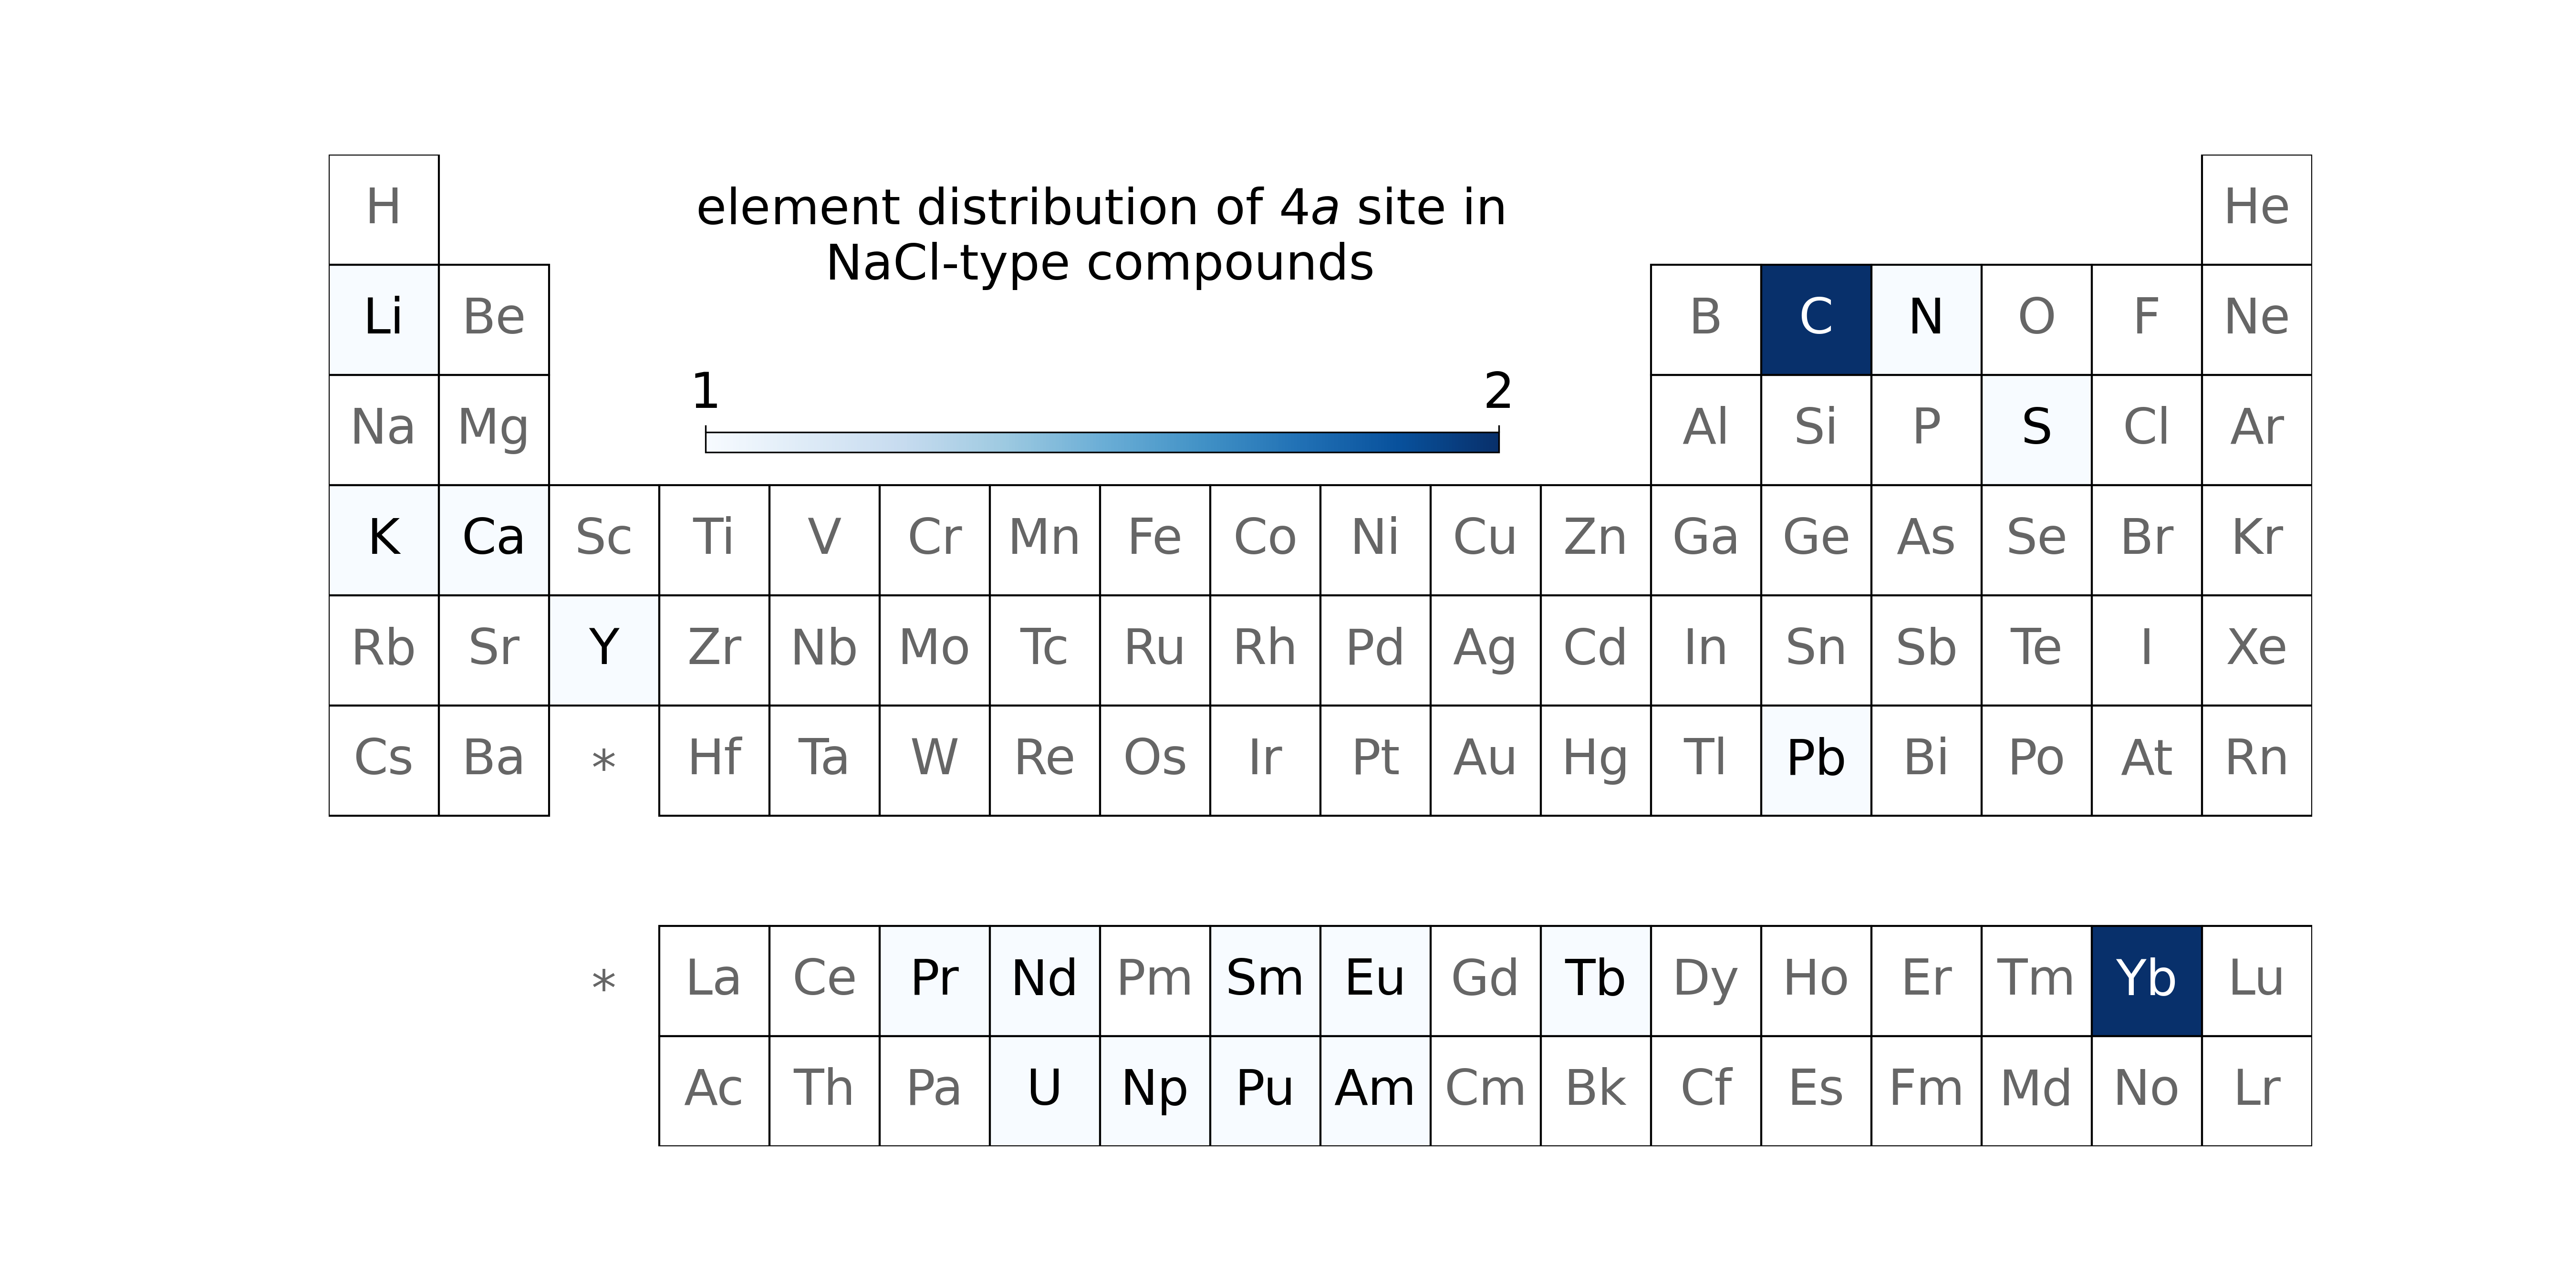 H He
element distribution of 4a site in
NaCl-type compounds
Li Be B C N O F Ne
1 2
Na Mg Al Si P S Cl Ar
K Ca Sc Ti V Cr Mn Fe Co Ni Cu Zn Ga Ge As Se Br Kr
Rb Sr Y Zr Nb Mo Tc Ru Rh Pd Ag Cd In Sn Sb Te I Xe
Cs Ba * Hf Ta W Re Os Ir Pt Au Hg Tl Pb Bi Po At Rn
* La Ce Pr Nd Pm Sm Eu Gd Tb Dy Ho Er Tm Yb Lu
Ac Th Pa U Np Pu Am Cm Bk Cf Es Fm Md No Lr